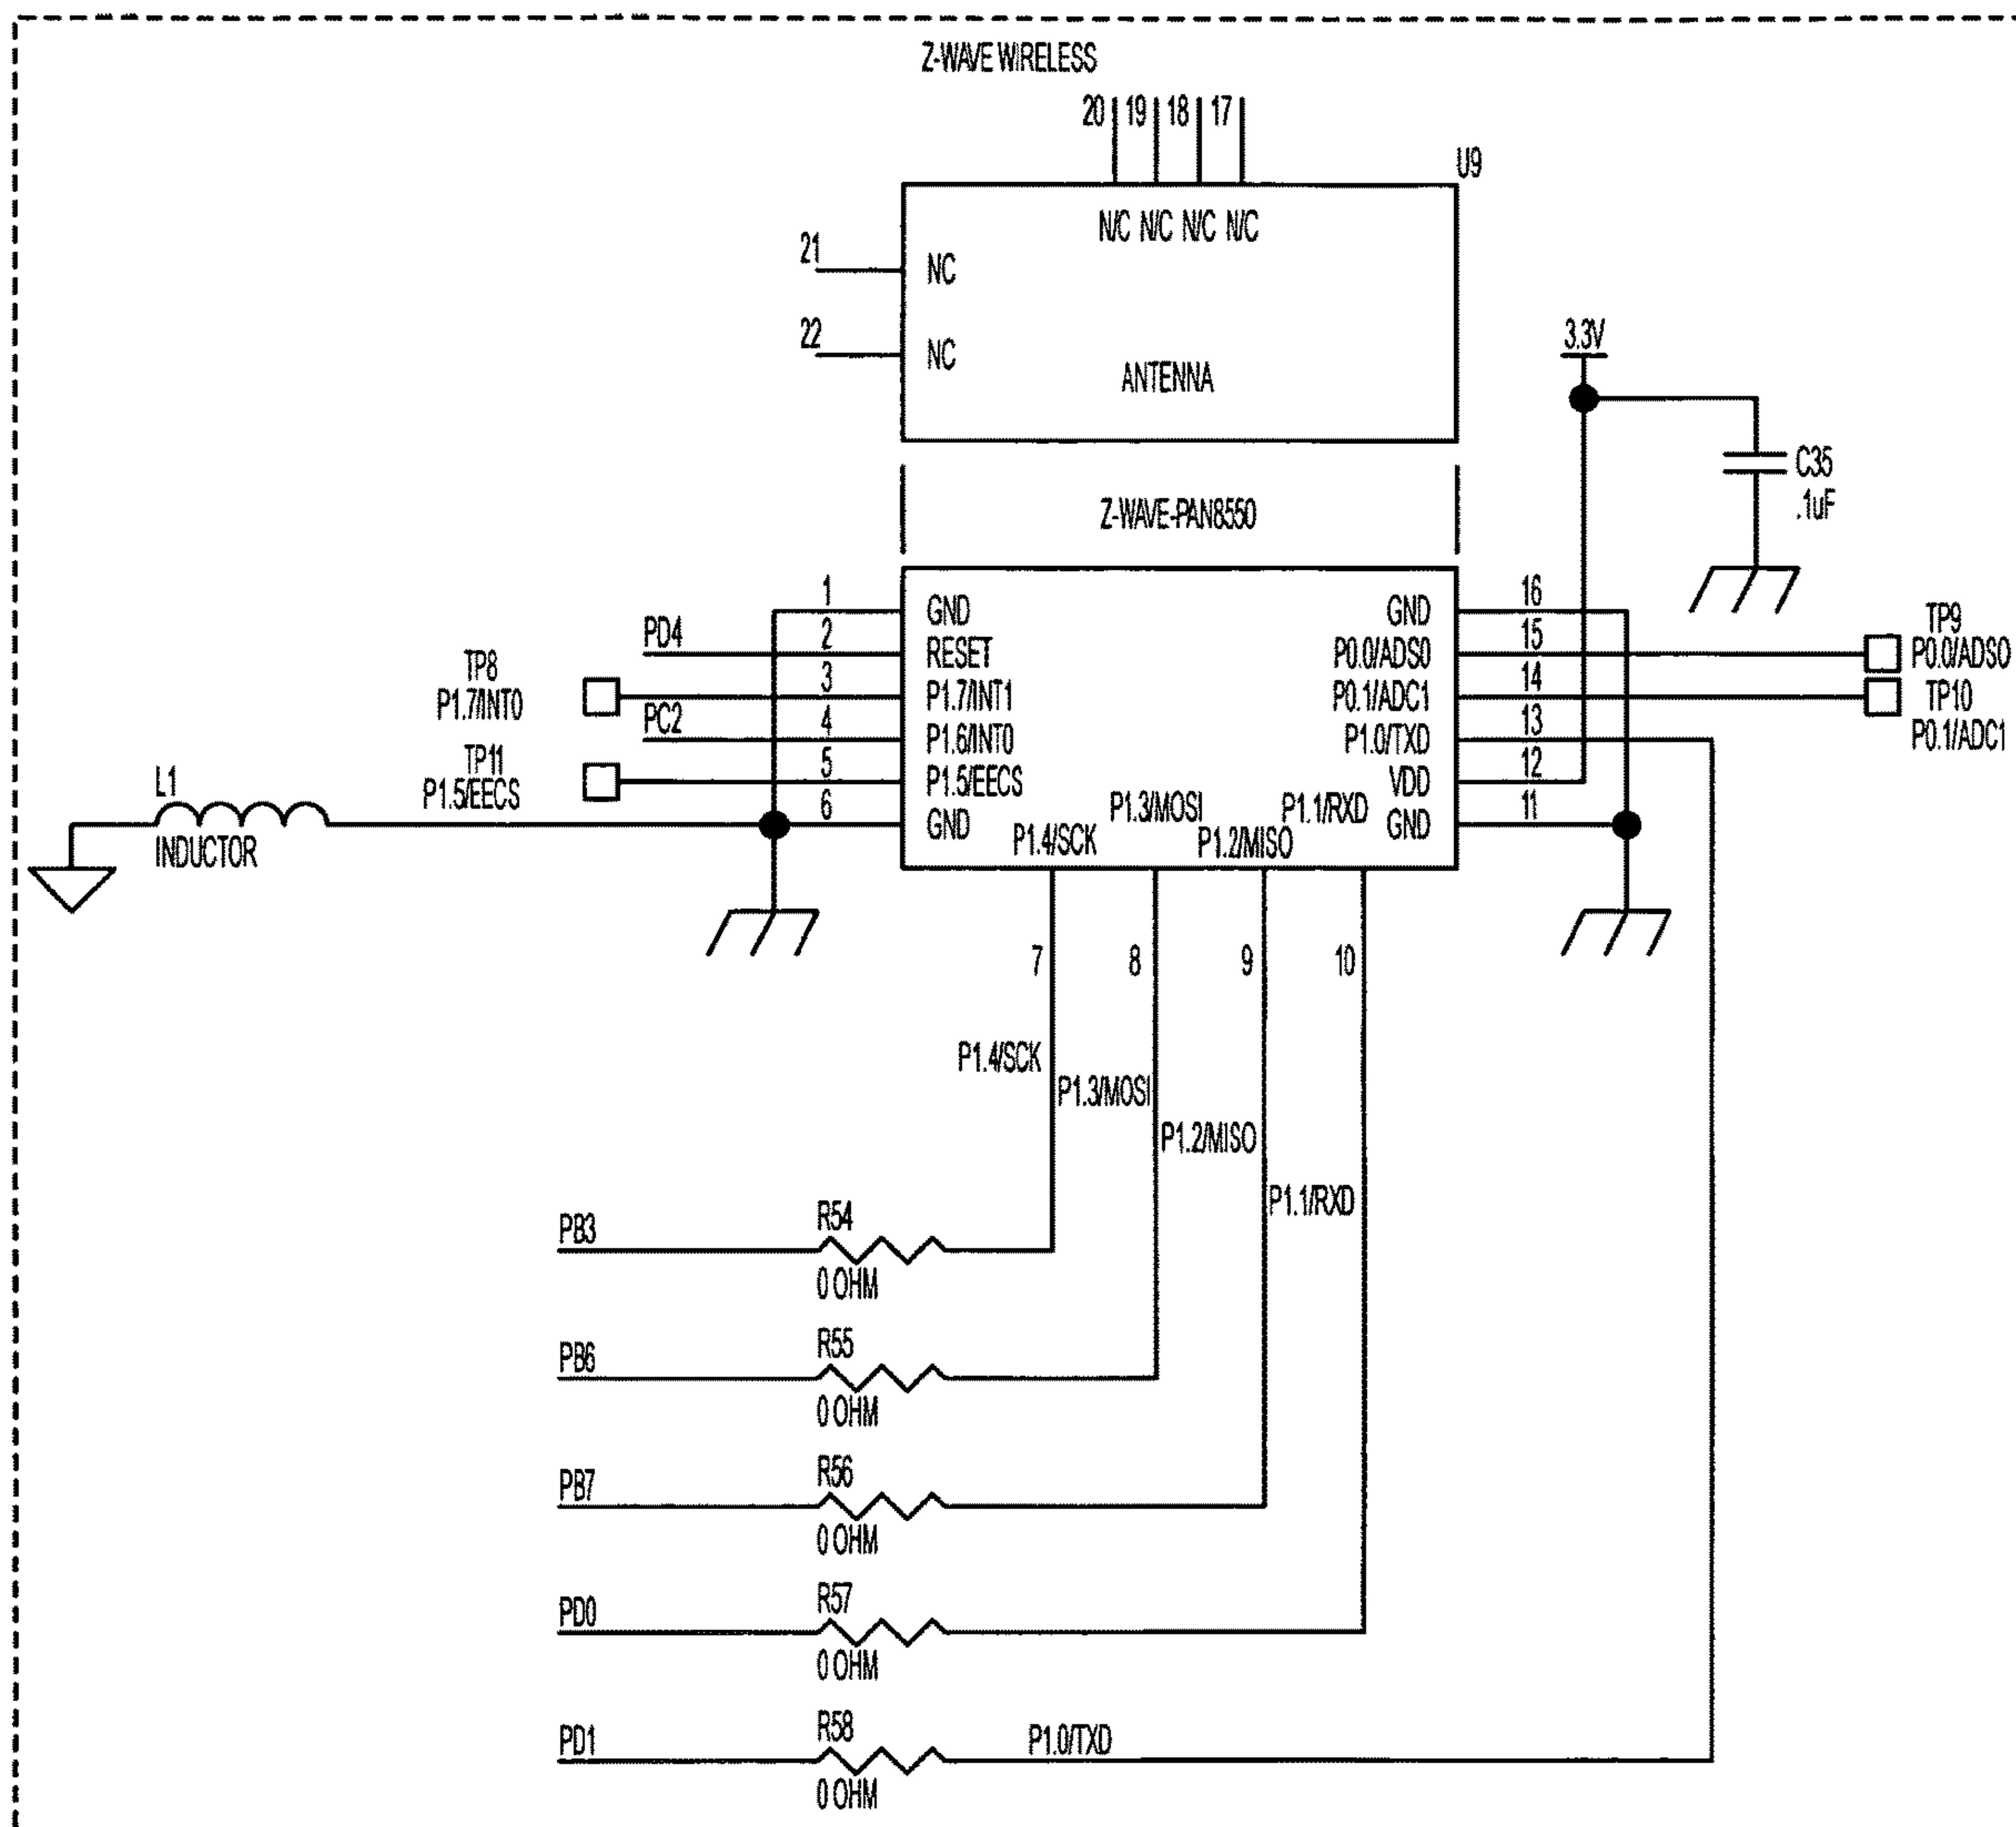 Z-WAVE WIRELESS
20 19 18 17
U9
N/C N/C N/C N/C
21 NC
22 NC
ANTENNA
3.3V
C35
.1uF
Z-WAVE-PAN8550
1 GND
PD4 2 RESET
TP8
P1.7/INT0
3 P1.7/INT1
PC2 4 P1.6/INT0
TP11
P1.5/EECS
5 P1.5/EECS
6 GND
L1
INDUCTOR
GND 16
P0.0/ADS0 15
TP9
P0.0/ADS0
P0.1/ADC1 14
TP10
P0.1/ADC1
P1.0/TXD 13
VDD 12
GND 11
P1.4/SCK
P1.3/MOSI
P1.2/MISO
P1.1/RXD
7 8 9 10
P1.4/SCK
P1.3/MOSI
P1.2/MISO
P1.1/RXD
PB3 R54
0 OHM
PB6 R55
0 OHM
PB7 R56
0 OHM
PD0 R57
0 OHM
PD1 R58 P1.0/TXD
0 OHM